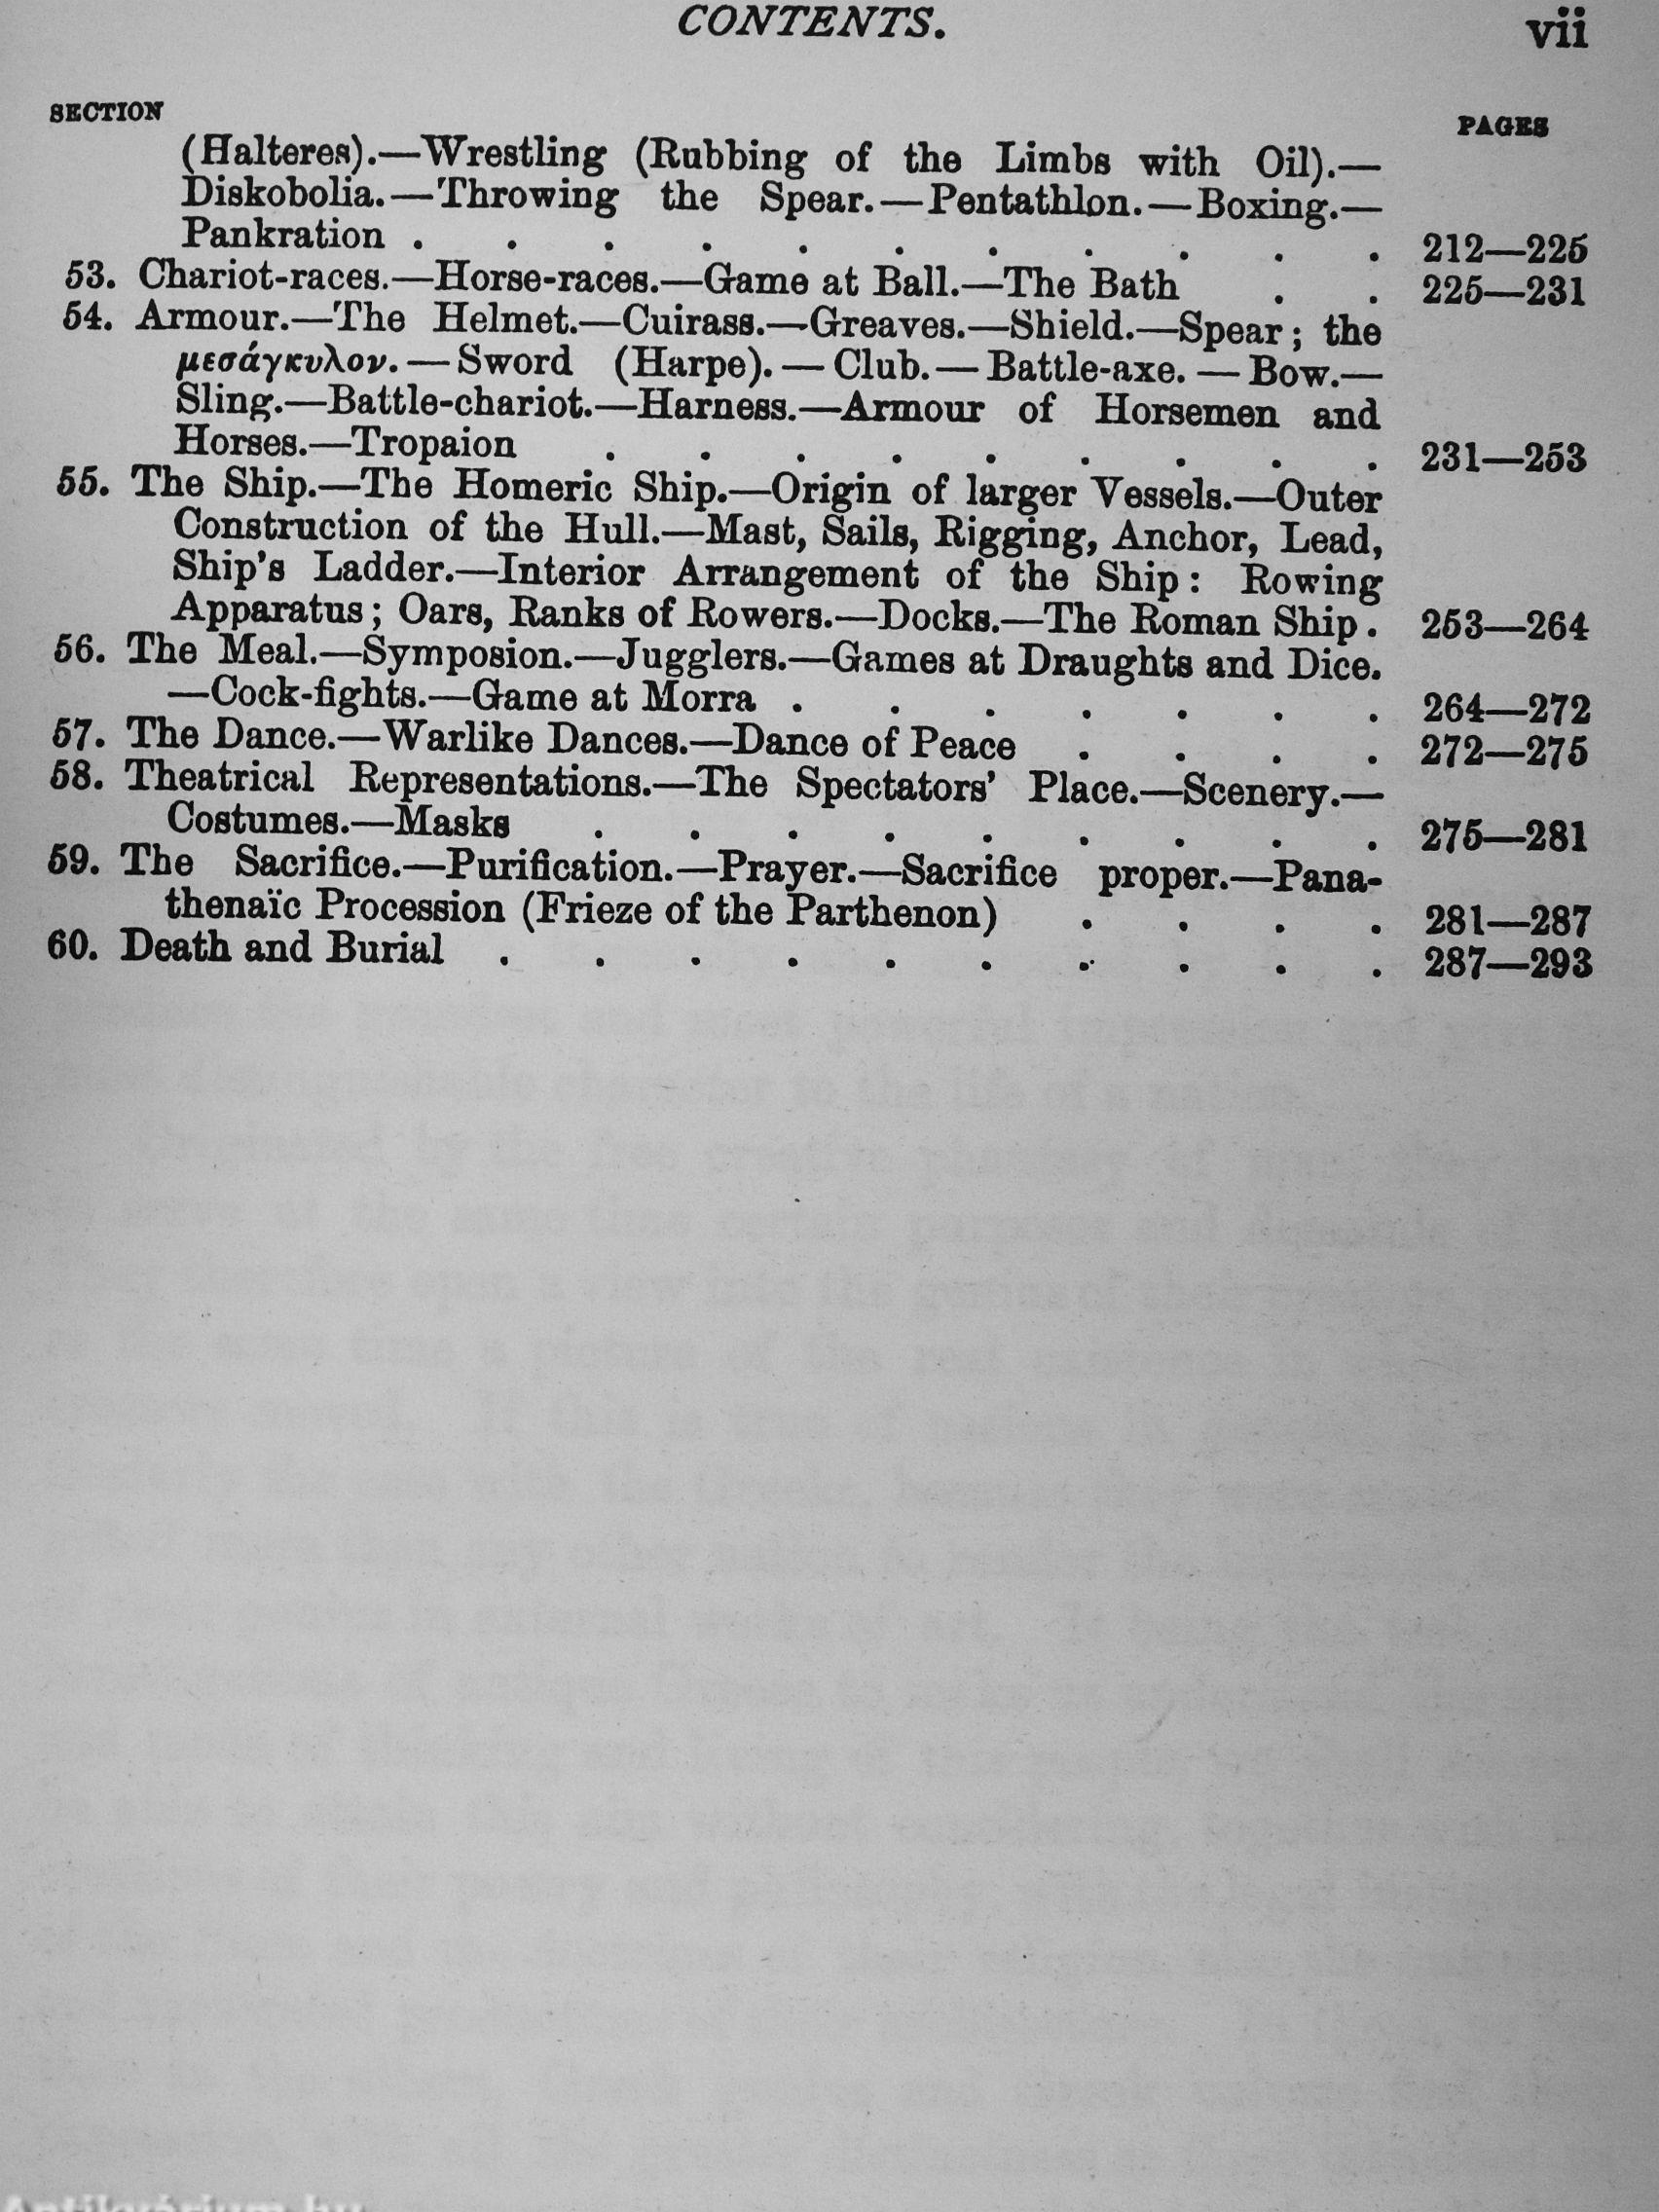 CONTENTS. vii
SECTION PAGES
(Halteres).—Wrestling (Rubbing of the Limbs with Oil).—
Diskobolia.—Throwing the Spear.—Pentathlon.—Boxing.—
Pankration . . . . . . . . . . . 212—225
53. Chariot-races.—Horse-races.—Game at Ball.—The Bath . . 225—231
54. Armour.—The Helmet.—Cuirass.—Greaves.—Shield.—Spear; the
μεσάγκυλον.—Sword (Harpe).—Club.—Battle-axe.—Bow.—
Sling.—Battle-chariot.—Harness.—Armour of Horsemen and
Horses.—Tropaion . . . . . . . . . 231—253
55. The Ship.—The Homeric Ship.—Origin of larger Vessels.—Outer
Construction of the Hull.—Mast, Sails, Rigging, Anchor, Lead,
Ship's Ladder.—Interior Arrangement of the Ship: Rowing
Apparatus; Oars, Ranks of Rowers.—Docks.—The Roman Ship. 253—264
56. The Meal.—Symposion.—Jugglers.—Games at Draughts and Dice.
—Cock-fights.—Game at Morra . . . . . . . 264—272
57. The Dance.—Warlike Dances.—Dance of Peace . . . . 272—275
58. Theatrical Representations.—The Spectators' Place.—Scenery.—
Costumes.—Masks . . . . . . . . . 275—281
59. The Sacrifice.—Purification.—Prayer.—Sacrifice proper.—Pana-
thenaïc Procession (Frieze of the Parthenon) . . . . 281—287
60. Death and Burial . . . . . . . . . . 287—293
Antikvárium.hu